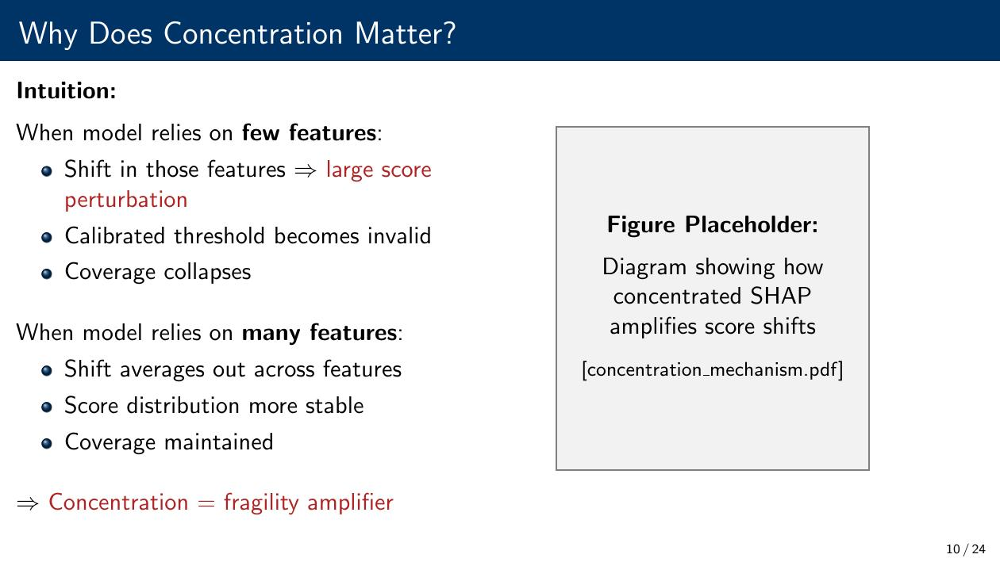 Why Does Concentration Matter?
Intuition:
When model relies on few features:
Shift in those features ⇒ large score
perturbation
Calibrated threshold becomes invalid
Coverage collapses
When model relies on many features:
Shift averages out across features
Score distribution more stable
Coverage maintained
⇒ Concentration = fragility amplifier
Figure Placeholder:
Diagram showing how
concentrated SHAP
amplifies score shifts
[concentration_mechanism.pdf]
10 / 24